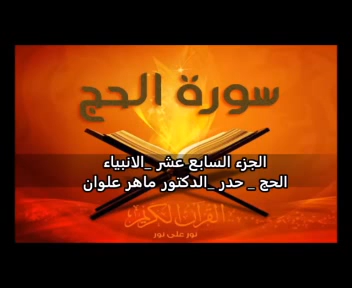 سورة الحج
الجزء السابع عشر _الانبياء
الحج _ حدر _الدكتور ماهر علوان
القرآن الكريم
نور على نور